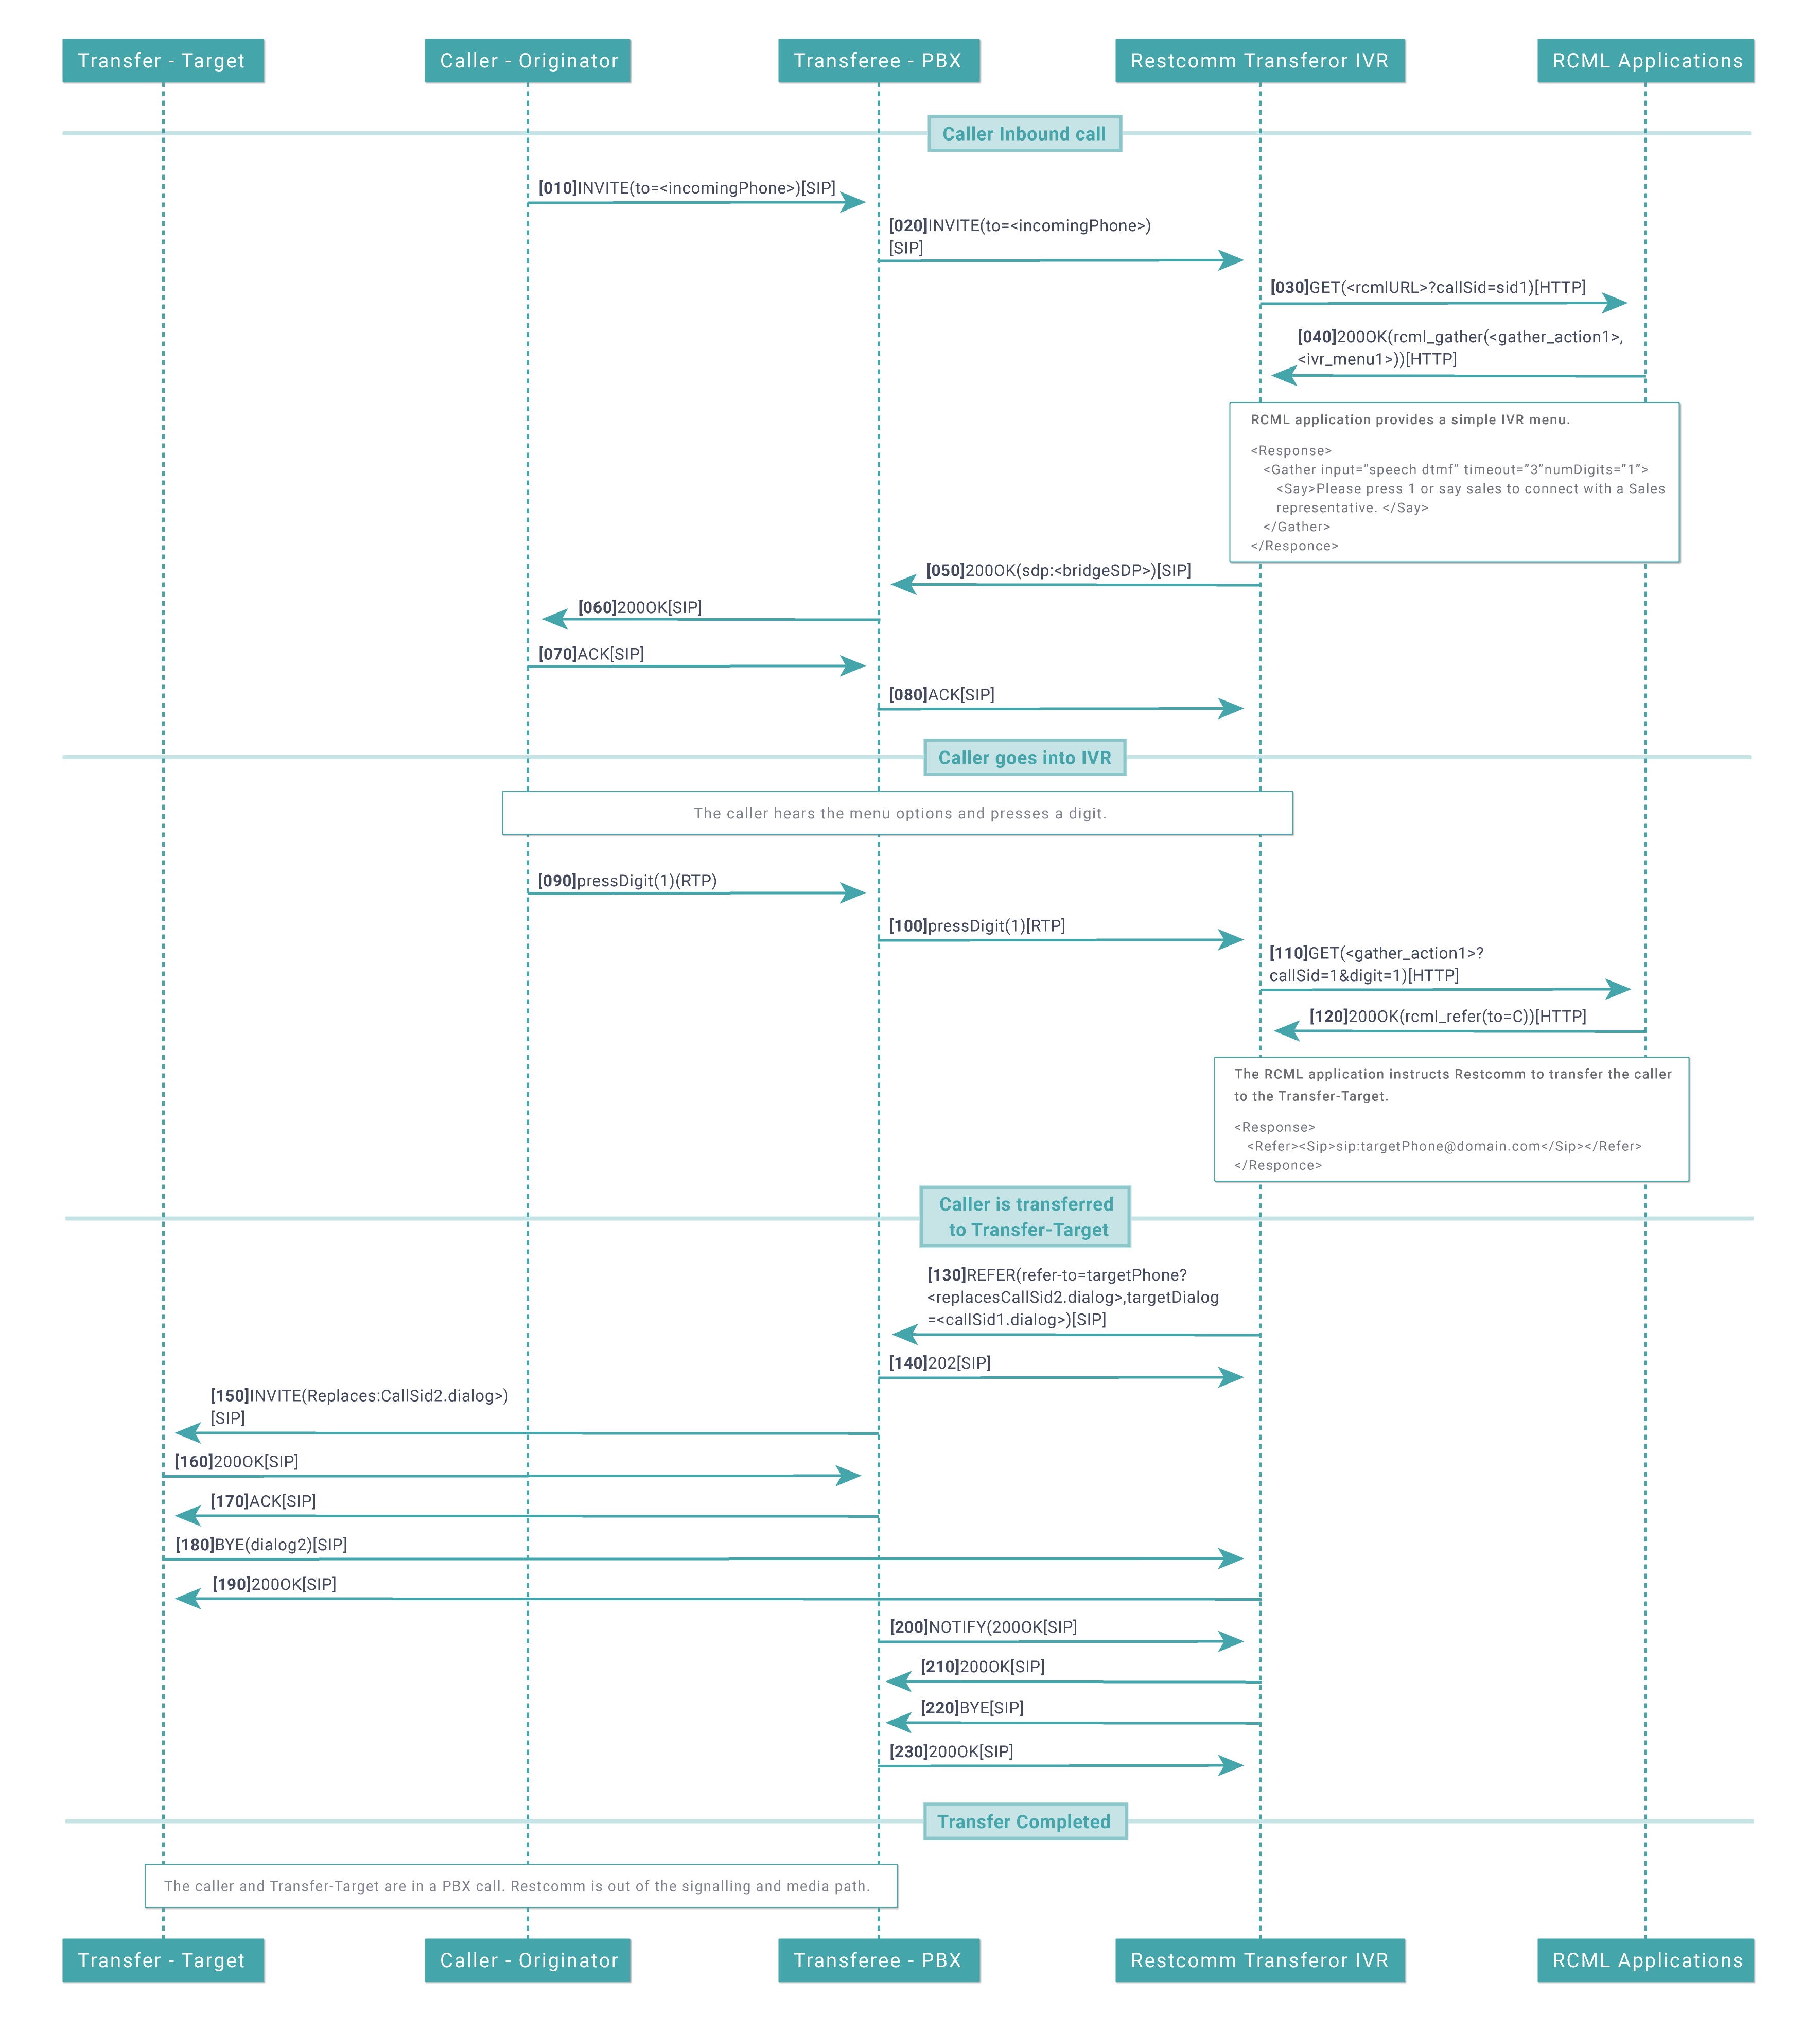 Transfer - Target
Caller - Originator
Transferee - PBX
Restcomm Transferor IVR
RCML Applications
Caller Inbound call
[010]INVITE(to=<incomingPhone>)[SIP]
[020]INVITE(to=<incomingPhone>)
[SIP]
[030]GET(<rcmlURL>?callSid=sid1)[HTTP]
[040]200OK(rcml_gather(<gather_action1>,
<ivr_menu1>))[HTTP]
RCML application provides a simple IVR menu.
<Response>
<Gather input=”speech dtmf” timeout=”3”numDigits=”1”>
<Say>Please press 1 or say sales to connect with a Sales
representative. </Say>
</Gather>
</Responce>
[050]200OK(sdp:<bridgeSDP>)[SIP]
[060]200OK[SIP]
[070]ACK[SIP]
[080]ACK[SIP]
Caller goes into IVR
The caller hears the menu options and presses a digit.
[090]pressDigit(1)(RTP)
[100]pressDigit(1)[RTP]
[110]GET(<gather_action1>?
callSid=1&digit=1)[HTTP]
[120]200OK(rcml_refer(to=C))[HTTP]
The RCML application instructs Restcomm to transfer the caller
to the Transfer-Target.
<Response>
<Refer><Sip>sip:targetPhone@domain.com</Sip></Refer>
</Responce>
Caller is transferred
to Transfer-Target
[130]REFER(refer-to=targetPhone?
<replacesCallSid2.dialog>,targetDialog
=<callSid1.dialog>)[SIP]
[140]202[SIP]
[150]INVITE(Replaces:CallSid2.dialog>)
[SIP]
[160]200OK[SIP]
[170]ACK[SIP]
[180]BYE(dialog2)[SIP]
[190]200OK[SIP]
[200]NOTIFY(200OK[SIP]
[210]200OK[SIP]
[220]BYE[SIP]
[230]200OK[SIP]
Transfer Completed
The caller and Transfer-Target are in a PBX call. Restcomm is out of the signalling and media path.
Transfer - Target
Caller - Originator
Transferee - PBX
Restcomm Transferor IVR
RCML Applications